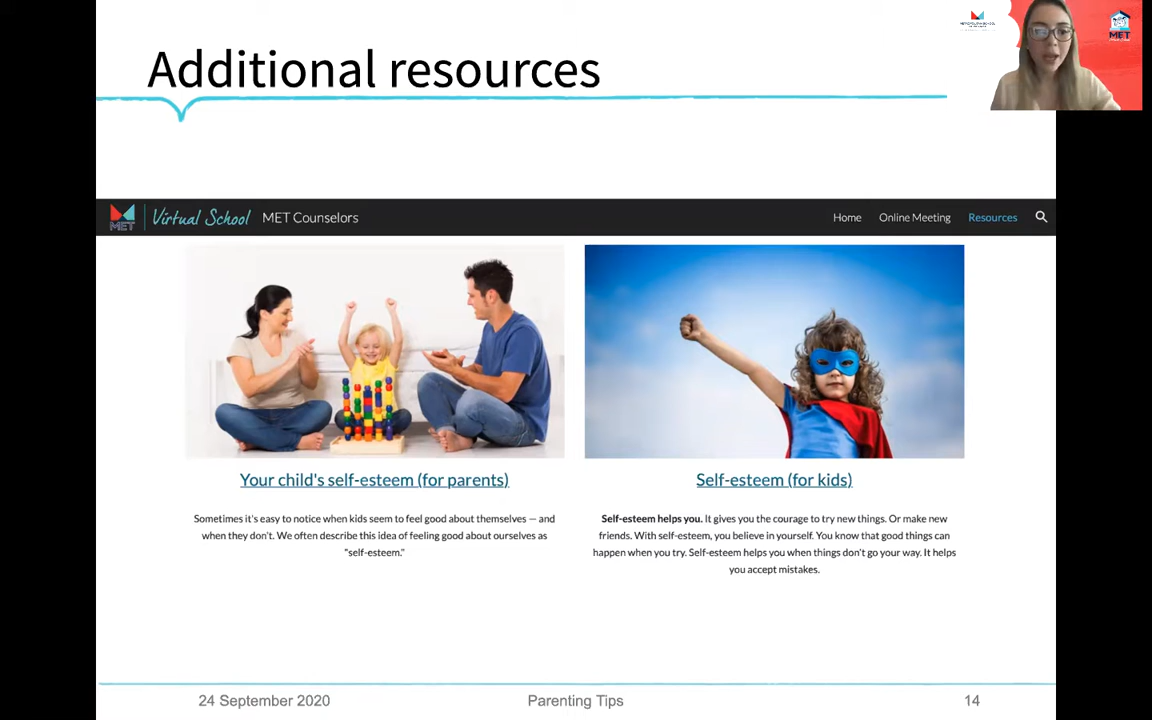 Additional resources
MET
MET
Virtual School
MET Counselors
Home
Online Meeting
Resources
Your child's self-esteem (for parents)
Sometimes it's easy to notice when kids seem to feel good about themselves — and
when they don't. We often describe this idea of feeling good about ourselves as
"self-esteem."
Self-esteem (for kids)
Self-esteem helps you. It gives you the courage to try new things. Or make new
friends. With self-esteem, you believe in yourself. You know that good things can
happen when you try. Self-esteem helps you when things don't go your way. It helps
you accept mistakes.
24 September 2020
Parenting Tips
14